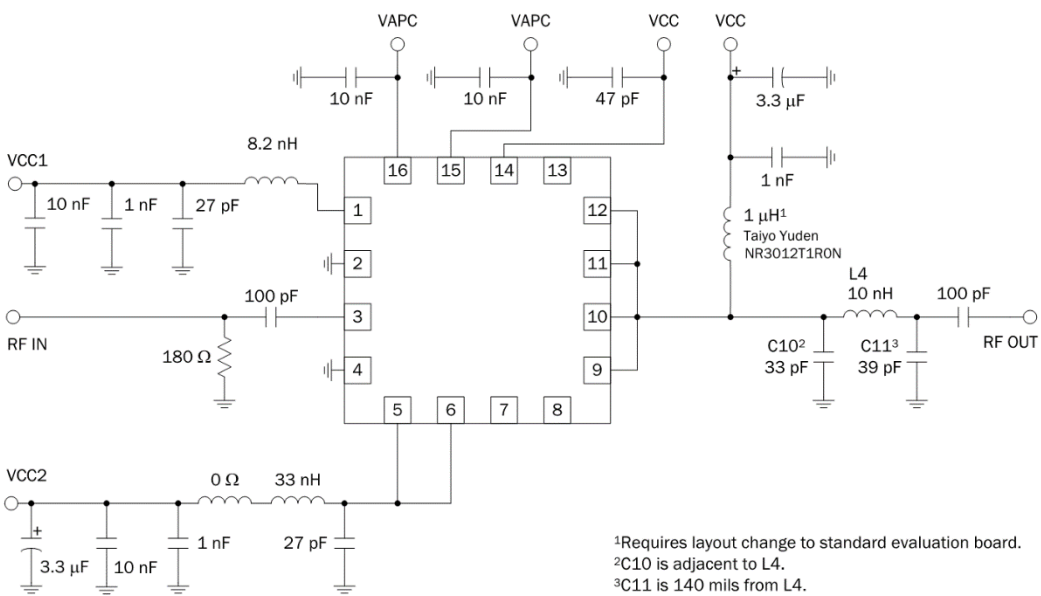 VAPC
VAPC
VCC
VCC
10 nF
10 nF
47 pF
3.3 μF
8.2 nH
VCC1
16
15
14
13
1 nF
10 nF
1 nF
27 pF
1
12
1 μH¹
Taiyo Yuden
NR3012T1R0N
2
11
L4
10 nH
100 pF
100 pF
3
10
RF IN
RF OUT
180 Ω
C10²
33 pF
C11³
39 pF
4
9
5
6
7
8
VCC2
0 Ω
33 nH
3.3 μF
10 nF
1 nF
27 pF
¹Requires layout change to standard evaluation board.
²C10 is adjacent to L4.
³C11 is 140 mils from L4.